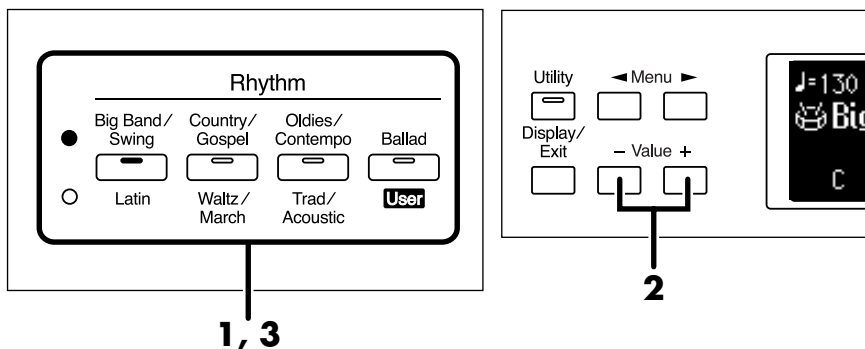 Rhythm
Big Band/
Swing
Country/
Gospel
Oldies/
Contempo
Ballad
Latin
Waltz/
March
Trad/
Acoustic
User
1, 3
Utility
◄ Menu ►
Display/
Exit
– Value +
2
♩=130
Big
C